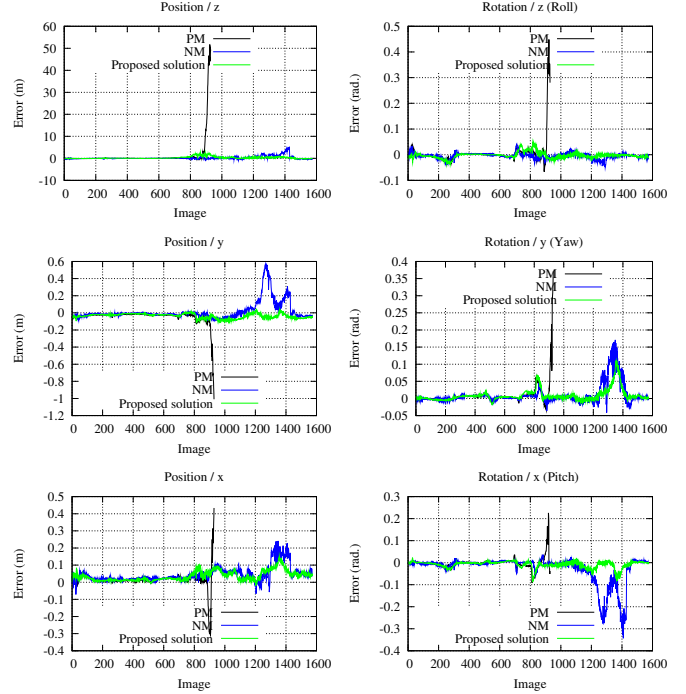 Position / z
60
50
40
30
20
10
0
-10
Error (m)
PM
NM
Proposed solution
0 200 400 600 800 1000 1200 1400 1600
Image
Rotation / z (Roll)
0.5
0.4
0.3
0.2
0.1
0
-0.1
Error (rad.)
PM
NM
Proposed solution
0 200 400 600 800 1000 1200 1400 1600
Image
Position / y
0.6
0.4
0.2
0
-0.2
-0.4
-0.6
-0.8
-1
-1.2
Error (m)
PM
NM
Proposed solution
0 200 400 600 800 1000 1200 1400 1600
Image
Rotation / y (Yaw)
0.4
0.35
0.3
0.25
0.2
0.15
0.1
0.05
0
-0.05
Error (rad.)
PM
NM
Proposed solution
0 200 400 600 800 1000 1200 1400 1600
Image
Position / x
0.5
0.4
0.3
0.2
0.1
0
-0.1
-0.2
-0.3
-0.4
Error (m)
PM
NM
Proposed solution
0 200 400 600 800 1000 1200 1400 1600
Image
Rotation / x (Pitch)
0.3
0.2
0.1
0
-0.1
-0.2
-0.3
-0.4
Error (rad.)
PM
NM
Proposed solution
0 200 400 600 800 1000 1200 1400 1600
Image